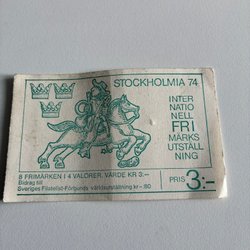 STOCKHOLMIA 74
INTER
NATIO
NELL
FRI
MÄRKS
UTSTÄLL
NING
PRIS 3:–
8 FRIMÄRKEN I 4 VALÖRER. VÄRDE KR 3:–
Bidrag till
Sveriges Filatelist-Förbunds världsutställning kr -:60